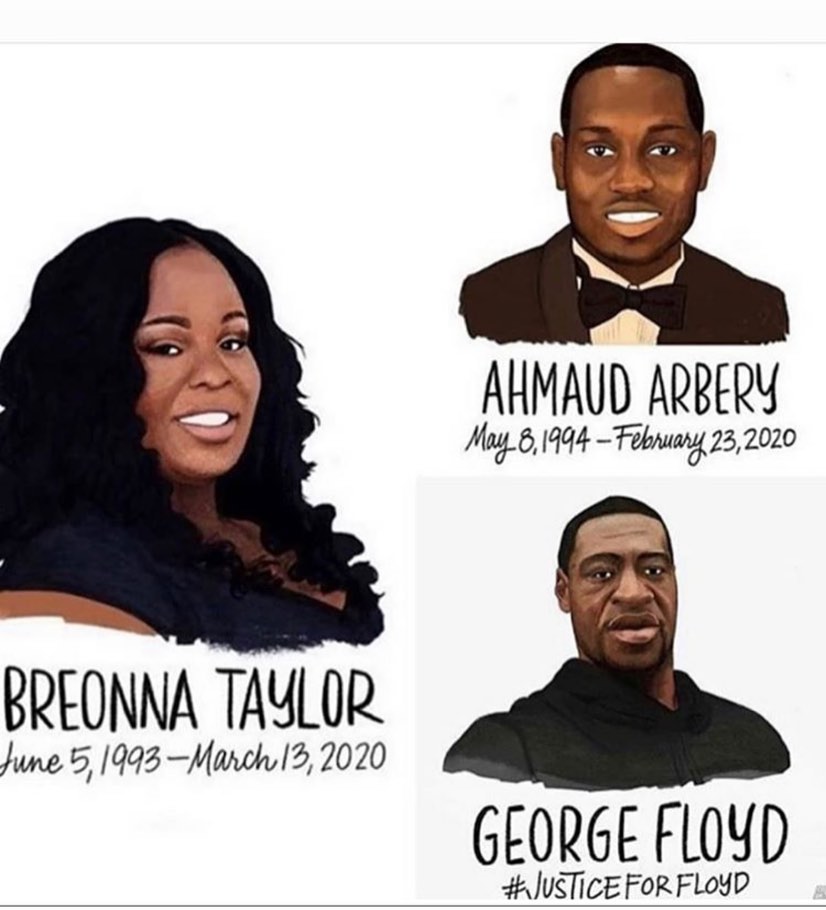 AHMAUD ARBERY
May 8, 1994 – February 23, 2020
BREONNA TAYLOR
June 5, 1993 – March 13, 2020
GEORGE FLOYD
#JUSTICEFORFLOYD